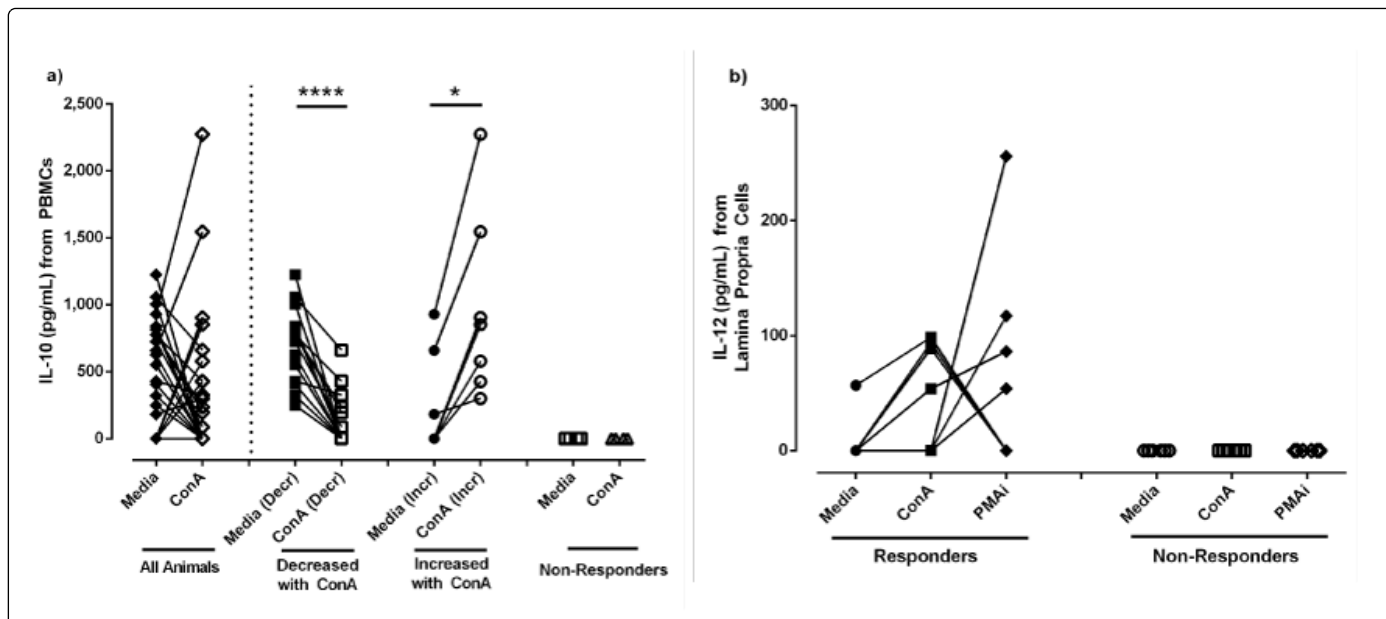 a)
IL-10 (pg/mL) from PBMCs
2,500
2,000
1,500
1,000
500
0
****
*
Media
ConA
Media (Decr)
ConA (Decr)
Media (Incr)
ConA (Incr)
Media
ConA
All Animals
Decreased
with ConA
Increased
with ConA
Non-Responders
b)
IL-12 (pg/mL) from
Lamina Propria Cells
300
200
100
0
Media
ConA
PMAi
Media
ConA
PMAi
Responders
Non-Responders